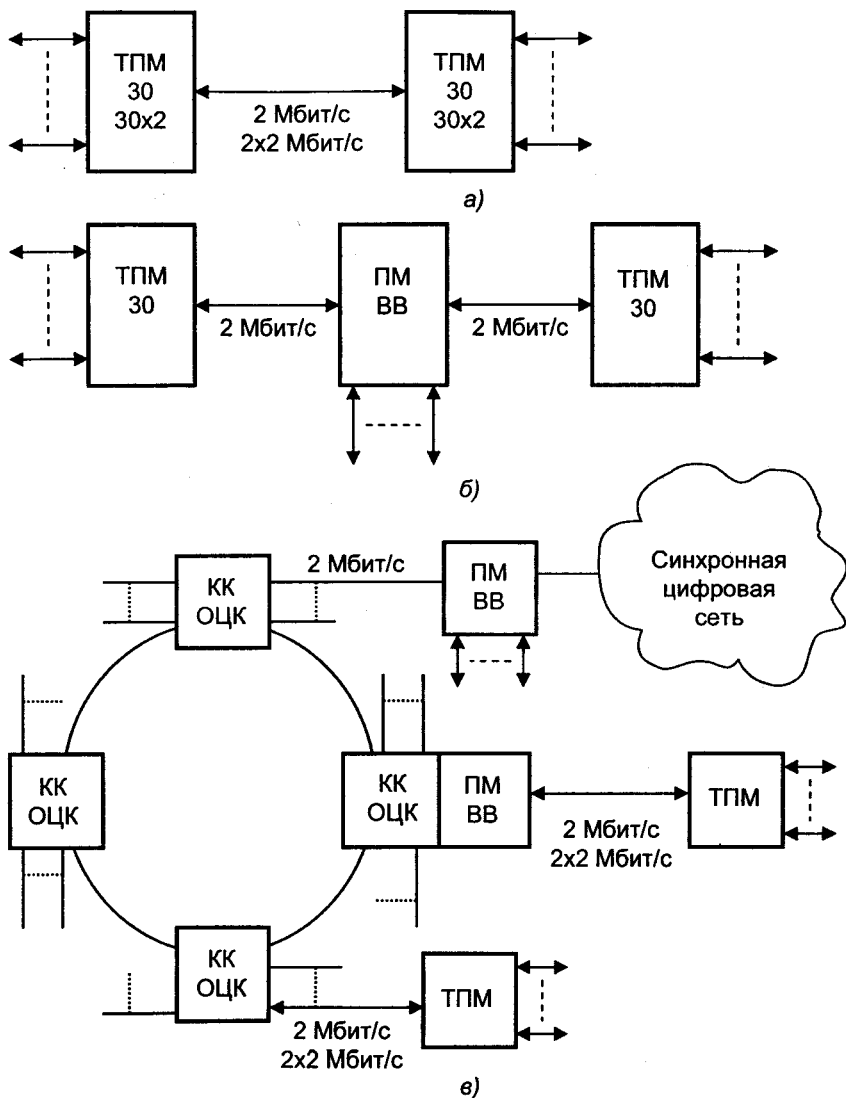 ТПМ
30
30x2
2 Мбит/с
2x2 Мбит/с
ТПМ
30
30x2
а)
ТПМ
30
2 Мбит/с
ПМ
ВВ
2 Мбит/с
ТПМ
30
б)
КК
ОЦК
2 Мбит/с
ПМ
ВВ
Синхронная
цифровая
сеть
КК
ОЦК
КК
ОЦК
ПМ
ВВ
2 Мбит/с
2x2 Мбит/с
ТПМ
КК
ОЦК
2 Мбит/с
2x2 Мбит/с
ТПМ
в)